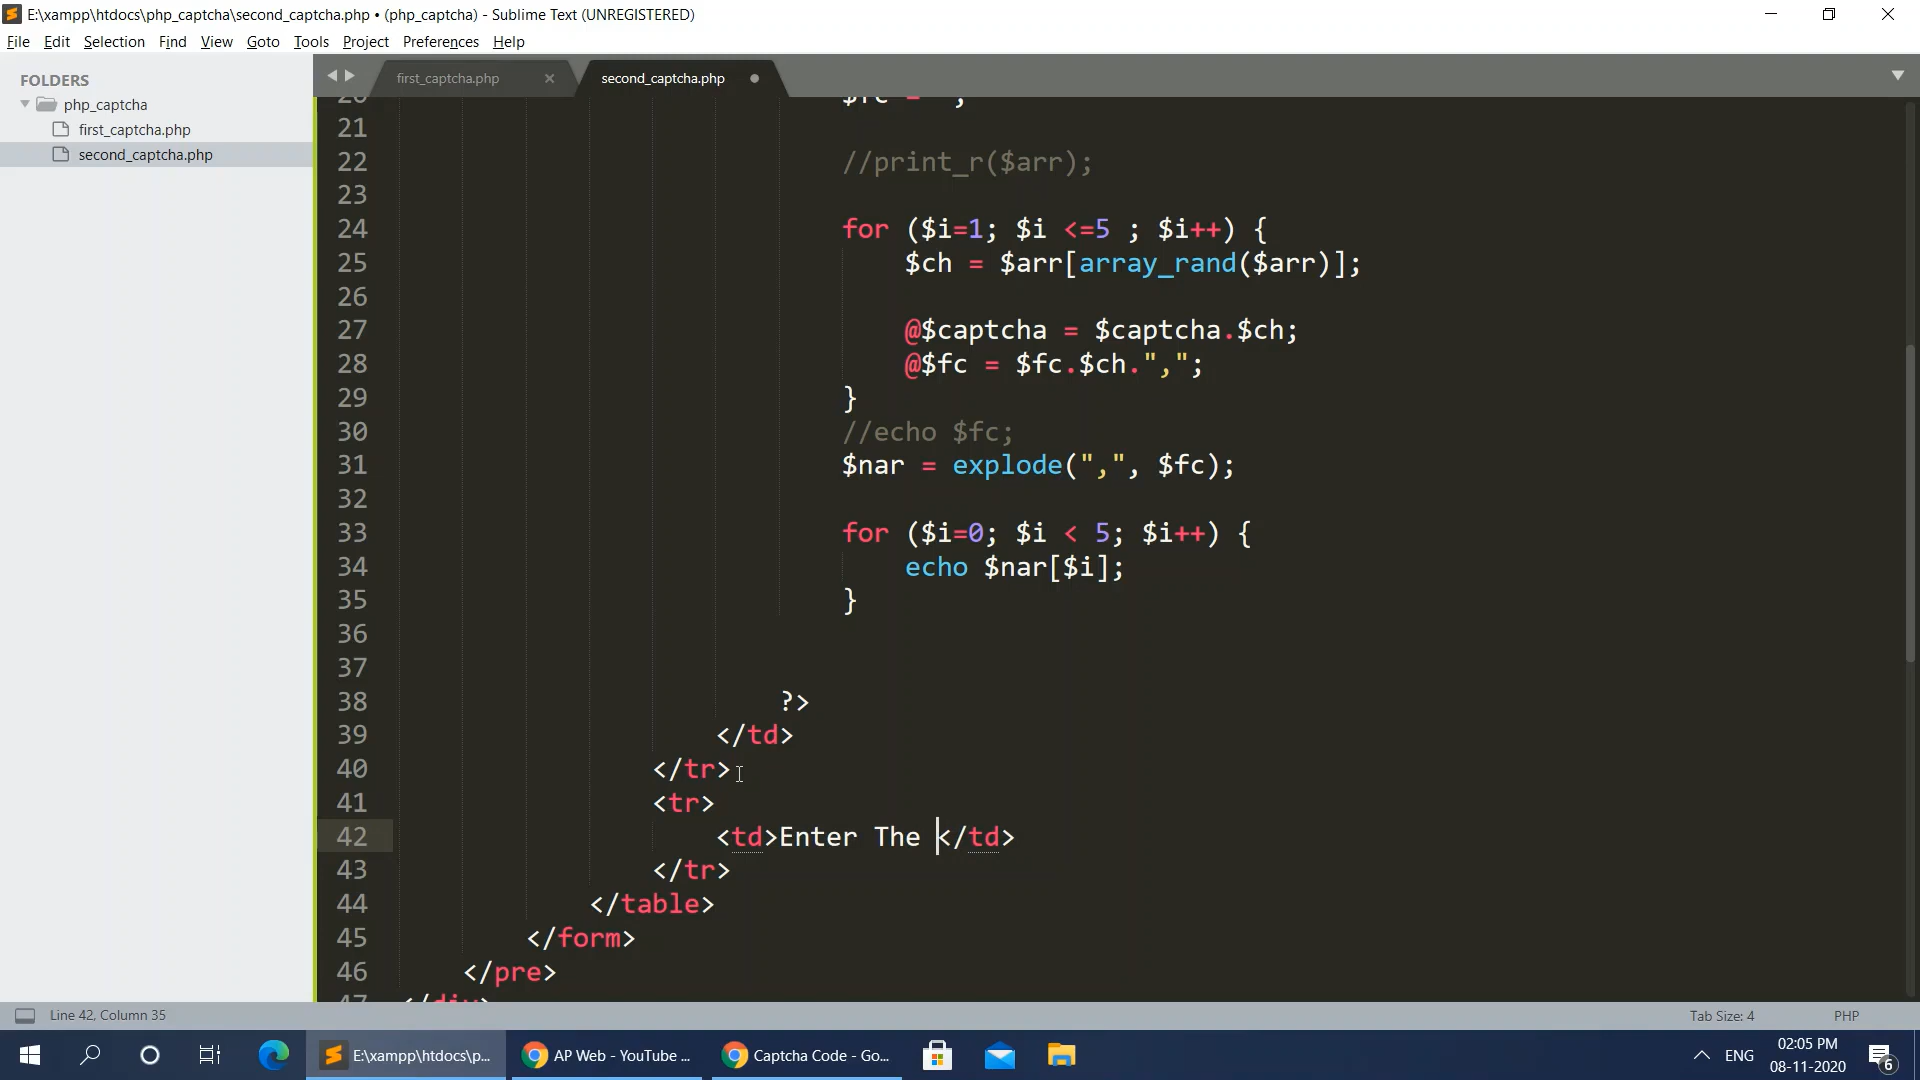 E:\xampp\htdocs\php_captcha\second_captcha.php • (php_captcha) - Sublime Text (UNREGISTERED)
File Edit Selection Find View Goto Tools Project Preferences Help
FOLDERS
php_captcha
first_captcha.php
second_captcha.php
first_captcha.php
second_captcha.php
21
22 //print_r($arr);
23
24 for ($i=1; $i <=5 ; $i++) {
25 $ch = $arr[array_rand($arr)];
26
27 @$captcha = $captcha.$ch;
28 @$fc = $fc.$ch.",";
29 }
30 //echo $fc;
31 $nar = explode(",", $fc);
32
33 for ($i=0; $i < 5; $i++) {
34 echo $nar[$i];
35 }
36
37
38 ?>
39 </td>
40 </tr>
41 <tr>
42 <td>Enter The </td>
43 </tr>
44 </table>
45 </form>
46 </pre>
47 </div>
Line 42, Column 35
Tab Size: 4
PHP
E:\xampp\htdocs\p...
AP Web - YouTube ...
Captcha Code - Go...
ENG
02:05 PM
08-11-2020
6